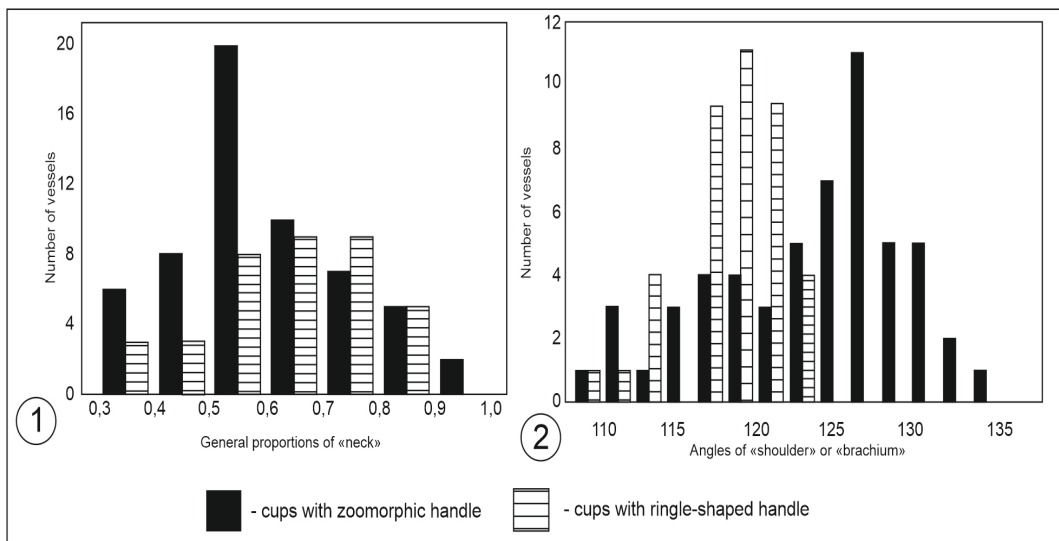 20
16
12
8
4
0
Number of vessels
0,3 0,4 0,5 0,6 0,7 0,8 0,9 1,0
General proportions of «neck»
1
12
10
8
6
4
2
0
Number of vessels
110 115 120 125 130 135
Angles of «shoulder» or «brachium»
2
- cups with zoomorphic handle
- cups with ringle-shaped handle